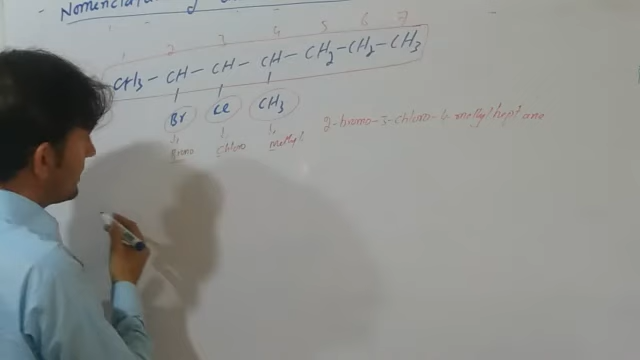 - Nomenclature
1 2 3 4 5 6 7
CH3 - CH - CH - CH - CH2 - CH2 - CH3
Br Cl CH3
Bromo Chloro methyl
2-bromo-3-chloro-4-methyl heptane